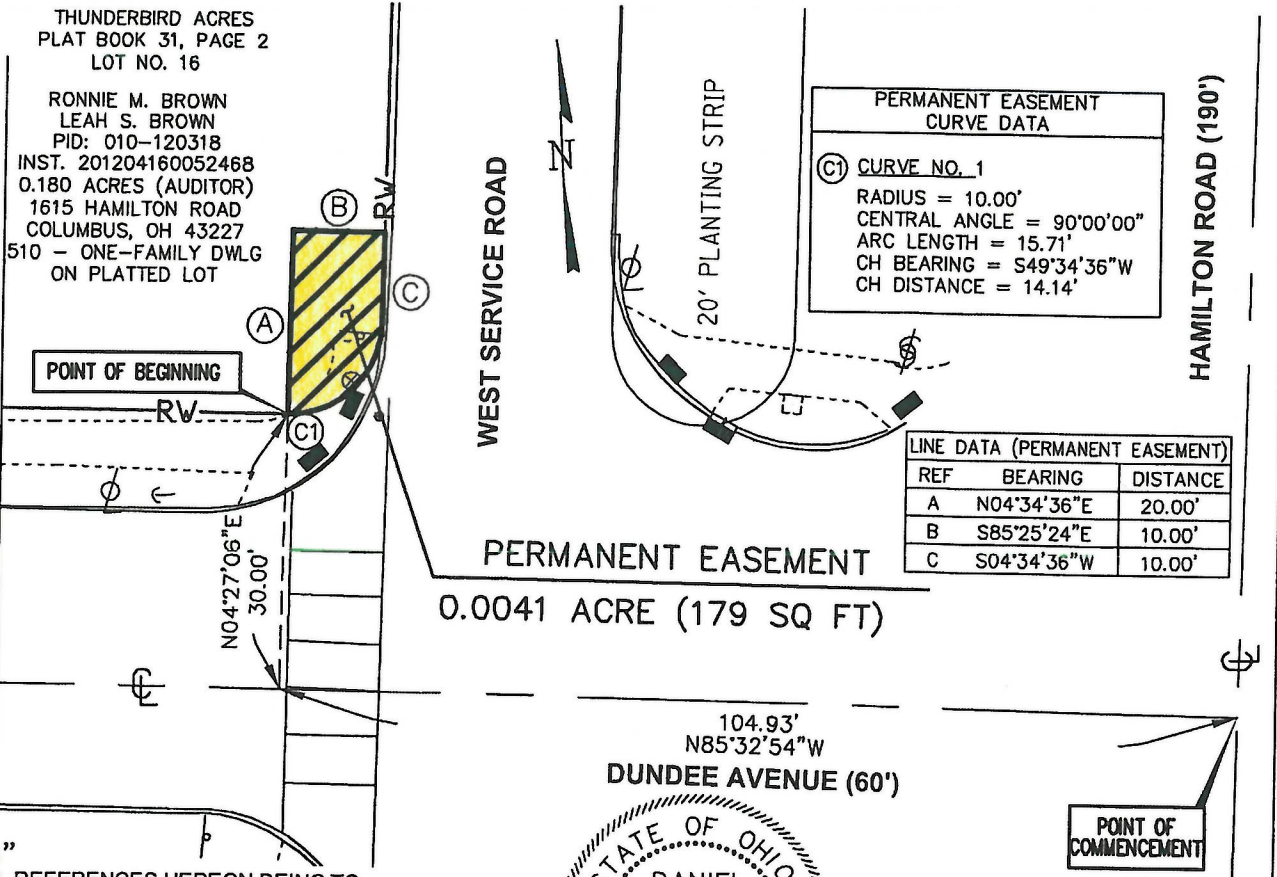 THUNDERBIRD ACRES
PLAT BOOK 31, PAGE 2
LOT NO. 16
RONNIE M. BROWN
LEAH S. BROWN
PID: 010-120318
INST. 201204160052468
0.180 ACRES (AUDITOR)
1615 HAMILTON ROAD
COLUMBUS, OH 43227
510 - ONE-FAMILY DWLG
ON PLATTED LOT
B
RW
C
A
POINT OF BEGINNING
RW
C1
WEST SERVICE ROAD
N
20' PLANTING STRIP
PERMANENT EASEMENT
CURVE DATA
C1 CURVE NO. 1
RADIUS = 10.00'
CENTRAL ANGLE = 90°00'00"
ARC LENGTH = 15.71'
CH BEARING = S49°34'36"W
CH DISTANCE = 14.14'
HAMILTON ROAD (190')
LINE DATA (PERMANENT EASEMENT)
REF BEARING DISTANCE
A N04°34'36"E 20.00'
B S85°25'24"E 10.00'
C S04°34'36"W 10.00'
N04°27'06"E
30.00'
PERMANENT EASEMENT
0.0041 ACRE (179 SQ FT)
CL
CL
104.93'
N85°32'54"W
DUNDEE AVENUE (60')
POINT OF
COMMENCEMENT
STATE OF OHIO
DANIEL
"
REFERENCES HEREON BEING TO